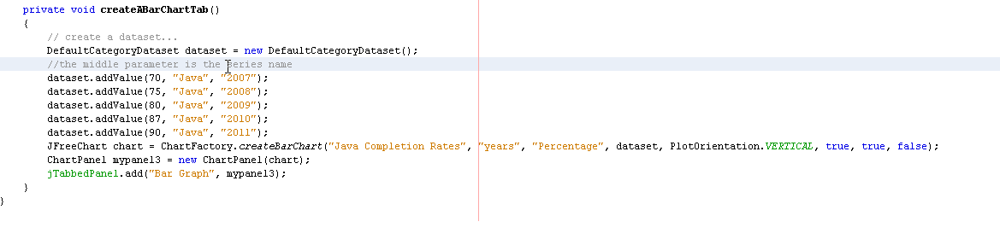 private void createABarChartTab()
{
// create a dataset...
DefaultCategoryDataset dataset = new DefaultCategoryDataset();
//the middle parameter is the series name
dataset.addValue(70, "Java", "2007");
dataset.addValue(75, "Java", "2008");
dataset.addValue(80, "Java", "2009");
dataset.addValue(87, "Java", "2010");
dataset.addValue(90, "Java", "2011");
JFreeChart chart = ChartFactory.createBarChart("Java Completion Rates", "years", "Percentage", dataset, PlotOrientation.VERTICAL, true, true, false);
ChartPanel mypanel3 = new ChartPanel(chart);
jTabbedPanel.add("Bar Graph", mypanel3);
}
}